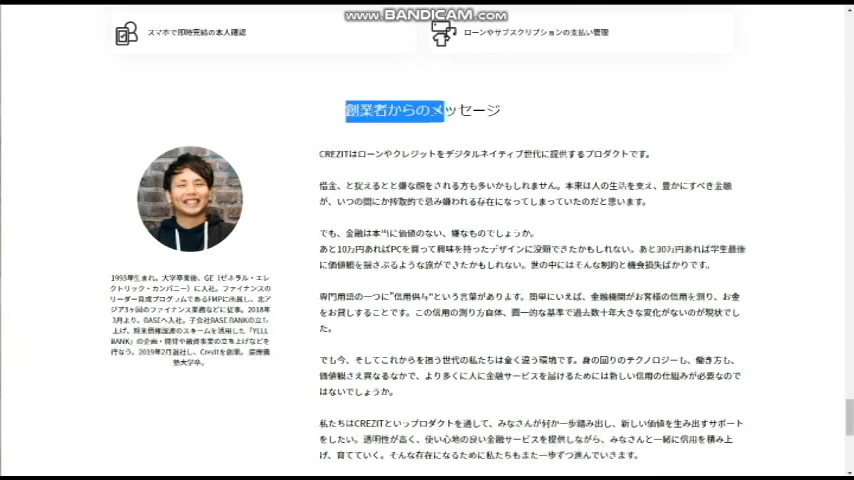 www.BANDICAM.com
スマホで即時完結の本人確認
ローンやサブスクリプションの支払い管理
創業者からのメッセージ
CREZITはローンやクレジットをデジタルネイティブ世代に提供するプロダクトです。
借金、と捉えるとと嫌な顔をされる方も多いかもしれません。本来は人の生活を支え、豊かにすべき金融
が、いつの間にか搾取的で忌み嫌われる存在になってしまっていたのだと思います。
でも、金融は本当に価値のない、嫌なものでしょうか。
あと10万円あればPCを買って興味を持ったデザインに没頭できたかもしれない。あと30万円あれば学生最後
に価値観を揺さぶるような旅ができたかもしれない。世の中にはそんな制約と機会損失ばかりです。
専門用語の一つに"信用供与"という言葉があります。簡単にいえば、金融機関がお客様の信用を測り、お金
をお貸しすることです。この信用の測り方自体、画一的な基準で過去数十年大きな変化がないのが現状でし
た。
でも今、そしてこれからを担う世代の私たちは全く違う環境です。身の回りのテクノロジーも、働き方も、
価値観さえ異なるなかで、より多くに人に金融サービスを届けるためには新しい信用の仕組みが必要なので
はないでしょうか。
私たちはCREZITというプロダクトを通して、みなさんが何か一歩踏み出し、新しい価値を生み出すサポート
をしたい。透明性が高く、使い心地の良い金融サービスを提供しながら、みなさんと一緒に信用を積み上
げ、育てていく。そんな存在になるために私たちもまた一歩ずつ進んでいきます。
1993年生まれ。大学卒業後、GE（ゼネラル・エレ
クトリック・カンパニー）に入社。ファイナンスの
リーダー育成プログラムであるFMPに所属し、北ア
ジア3ヶ国のファイナンス業務などに従事。2018年
3月より、BASEへ入社。子会社BASE BANKの立ち
上げ、将来債権譲渡のスキームを活用した「YELL
BANK」の企画・開発や融資事業の立ち上げなどを
行なう。2019年2月退社し、Creditを創業。 慶應義
塾大学卒。